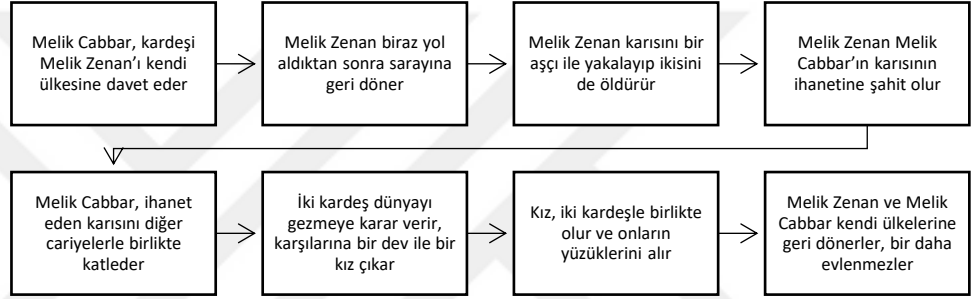 Melik Cabbar, kardeşi
Melik Zenan’ı kendi
ülkesine davet eder
Melik Zenan biraz yol
aldıktan sonra sarayına
geri döner
Melik Zenan karısını bir
aşçı ile yakalayıp ikisini
de öldürür
Melik Zenan Melik
Cabbar’ın karısının
ihanetine şahit olur
Melik Cabbar, ihanet
eden karısını diğer
cariyelerle birlikte
katleder
İki kardeş dünyayı
gezmeye karar verir,
karşılarına bir dev ile bir
kız çıkar
Kız, iki kardeşle birlikte
olur ve onların
yüzüklerini alır
Melik Zenan ve Melik
Cabbar kendi ülkelerine
geri dönerler, bir daha
evlenmezler